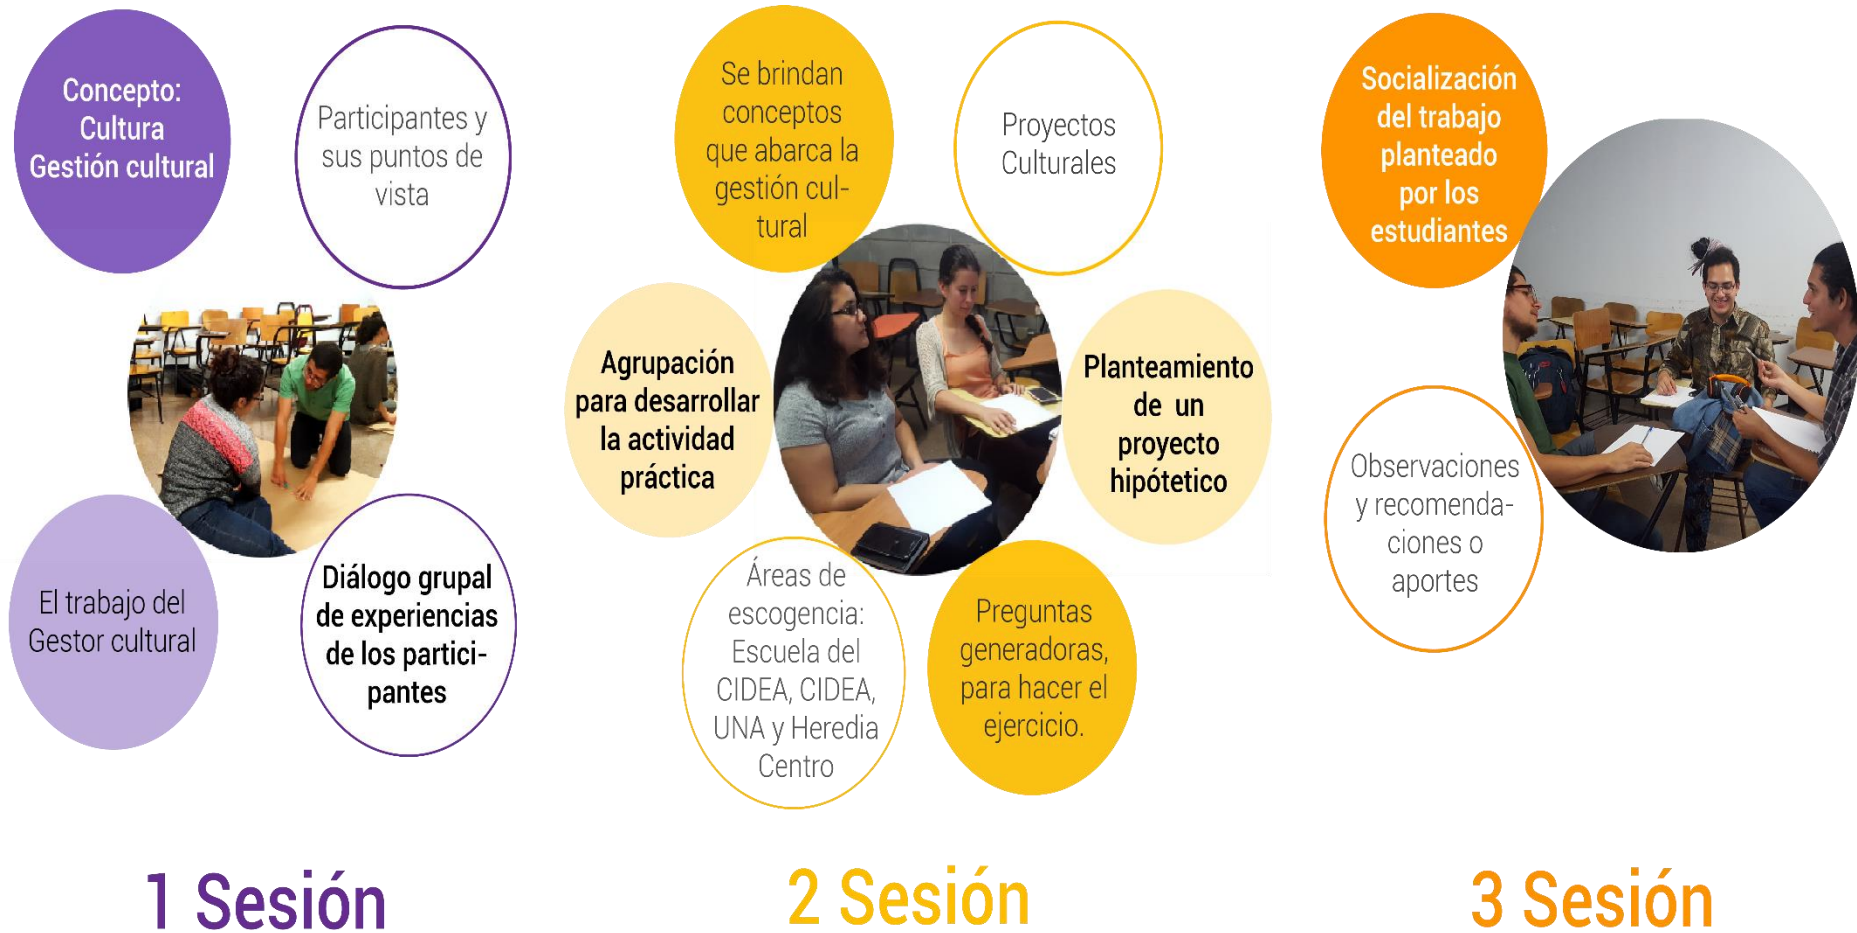 Concepto:
Cultura
Gestión cultural
Participantes y
sus puntos de
vista
El trabajo del
Gestor cultural
Diálogo grupal
de experiencias
de los partici-
pantes
1 Sesión
Se brindan
conceptos
que abarca la
gestión cul-
tural
Proyectos
Culturales
Agrupación
para desarrollar
la actividad
práctica
Planteamiento
de un
proyecto
hipótetico
Áreas de
escogencia:
Escuela del
CIDEA, CIDEA,
UNA y Heredia
Centro
Preguntas
generadoras,
para hacer el
ejercicio.
2 Sesión
Socialización
del trabajo
planteado
por los
estudiantes
Observaciones
y recomenda-
ciones o
aportes
3 Sesión